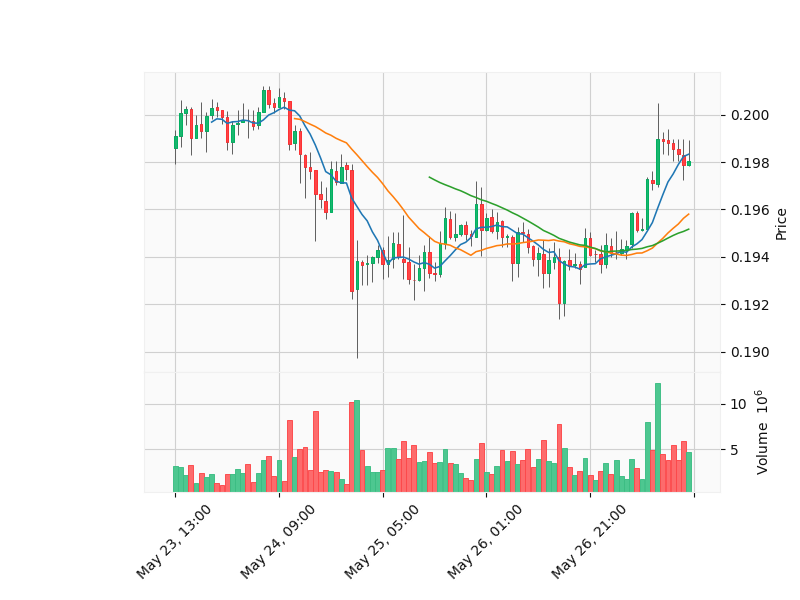 0.200
0.198
0.196
0.194
0.192
0.190
Price
10
5
Volume 10^6
May 23, 13:00
May 24, 09:00
May 25, 05:00
May 26, 01:00
May 26, 21:00